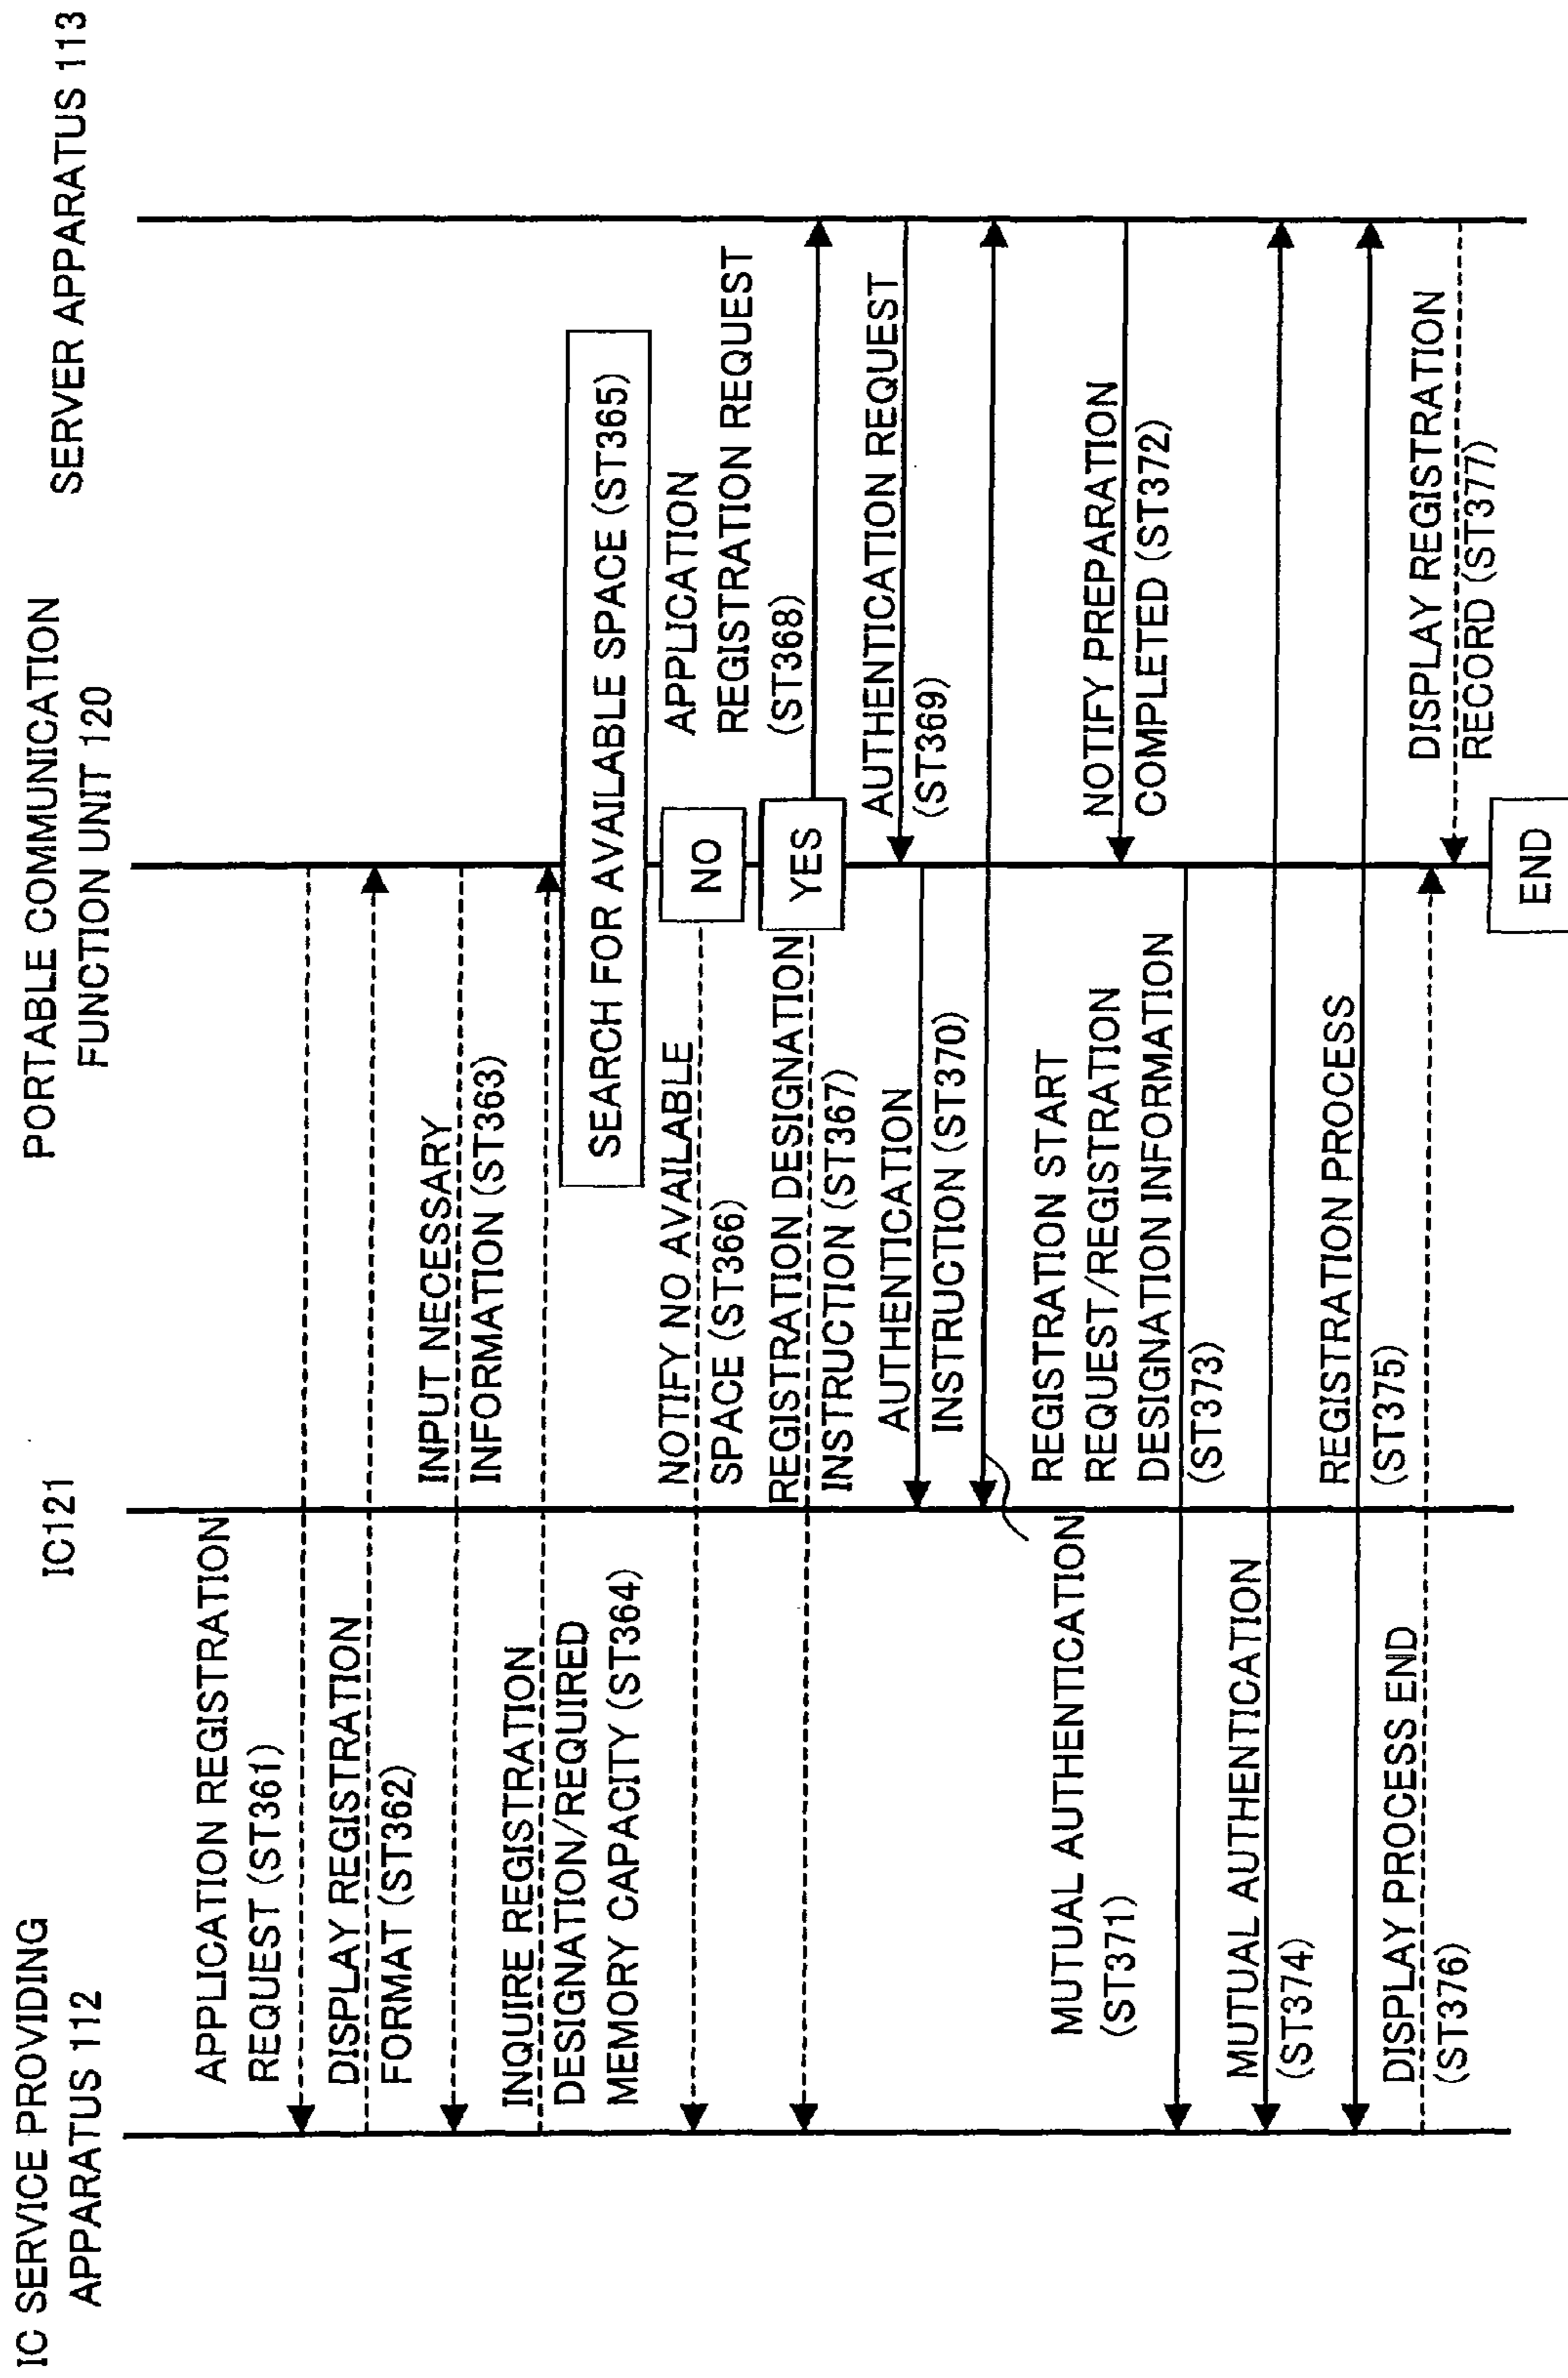 IC SERVICE PROVIDING
APPARATUS 112
IC121
PORTABLE COMMUNICATION
FUNCTION UNIT 120
SERVER APPARATUS 113
APPLICATION REGISTRATION
REQUEST (ST361)
DISPLAY REGISTRATION
FORMAT (ST362)
INPUT NECESSARY
INFORMATION (ST363)
INQUIRE REGISTRATION
DESIGNATION/REQUIRED
MEMORY CAPACITY (ST364)
SEARCH FOR AVAILABLE SPACE (ST365)
NOTIFY NO AVAILABLE
SPACE (ST366)
NO
REGISTRATION DESIGNATION
INSTRUCTION (ST367)
YES
APPLICATION
REGISTRATION REQUEST
(ST368)
AUTHENTICATION REQUEST
(ST369)
AUTHENTICATION
INSTRUCTION (ST370)
MUTUAL AUTHENTICATION
(ST371)
NOTIFY PREPARATION
COMPLETED (ST372)
REGISTRATION START
REQUEST/REGISTRATION
DESIGNATION INFORMATION
(ST373)
MUTUAL AUTHENTICATION
(ST374)
REGISTRATION PROCESS
(ST375)
DISPLAY PROCESS END
(ST376)
DISPLAY REGISTRATION
RECORD (ST377)
END